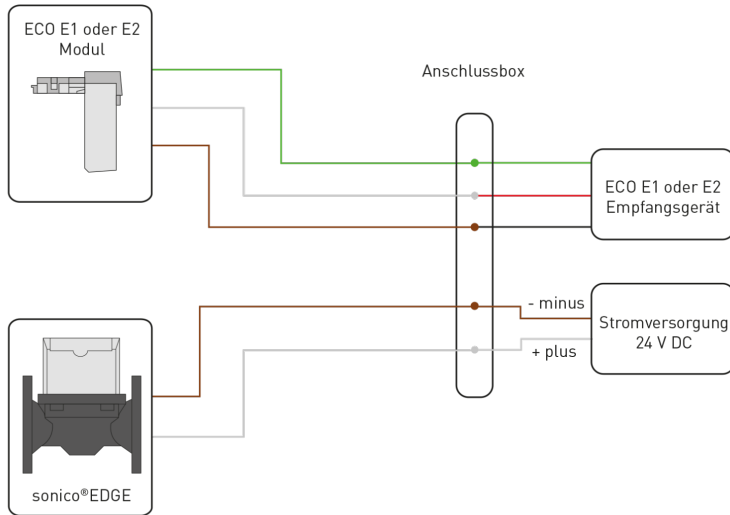 ECO E1 oder E2
Modul
Anschlussbox
ECO E1 oder E2
Empfangsgerät
- minus
+ plus
Stromversorgung
24 V DC
sonico®EDGE